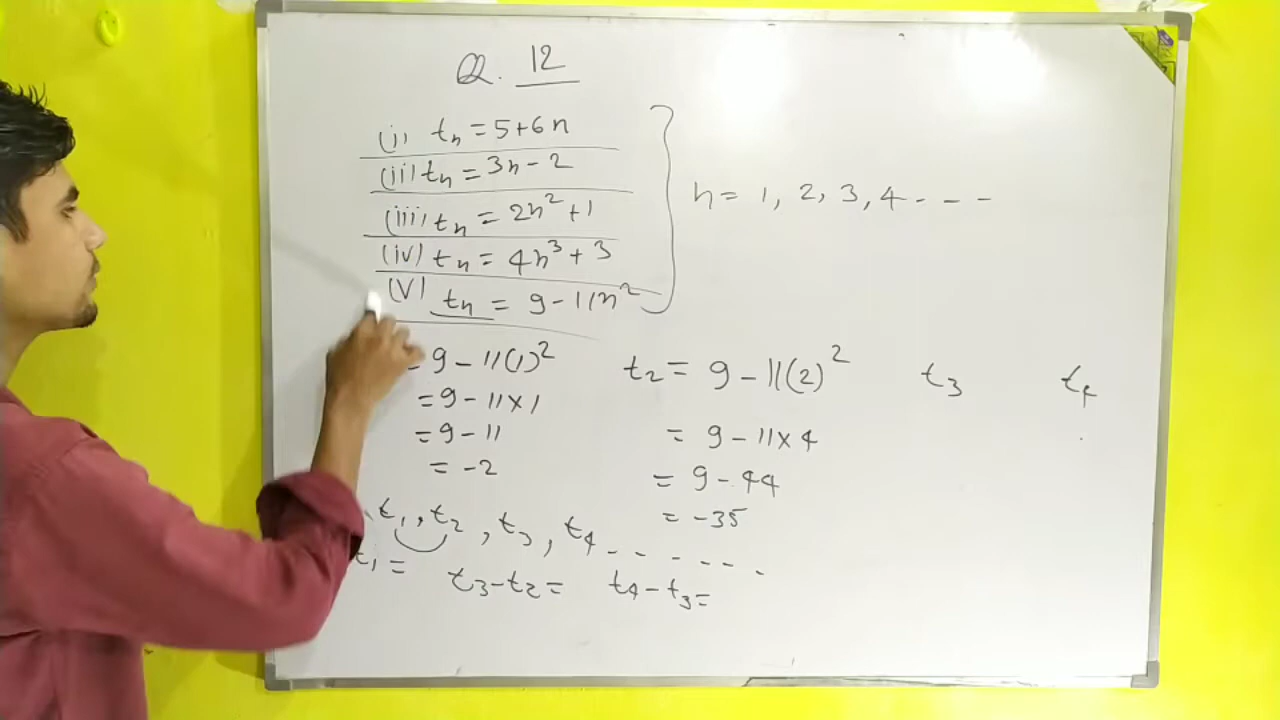 Q. 12
(i) tn = 5+6n
(ii) tn = 3n-2
(iii) tn = 2n²+1
(iv) tn = 4n³+3
(v) tn = 9-11n²
n = 1, 2, 3, 4 - - -
= 9-11(1)²
= 9-11×1
= 9-11
= -2
t2 = 9-11(2)²
= 9-11×4
= 9-44
= -35
t3
t4
t1, t2, t3, t4 - - - - - -
t1 = t3-t2= t4-t3=